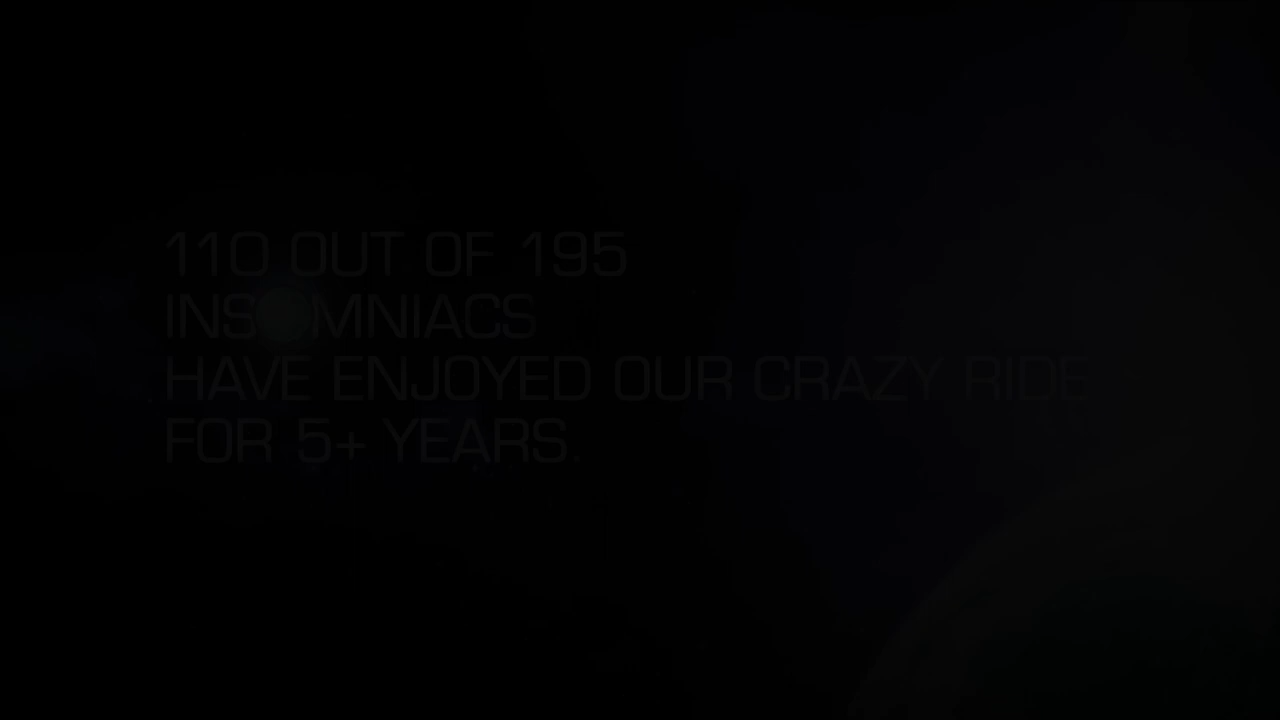 110 OUT OF 195
INSOMNIACS
HAVE ENJOYED OUR CRAZY RIDE
FOR 5+ YEARS.